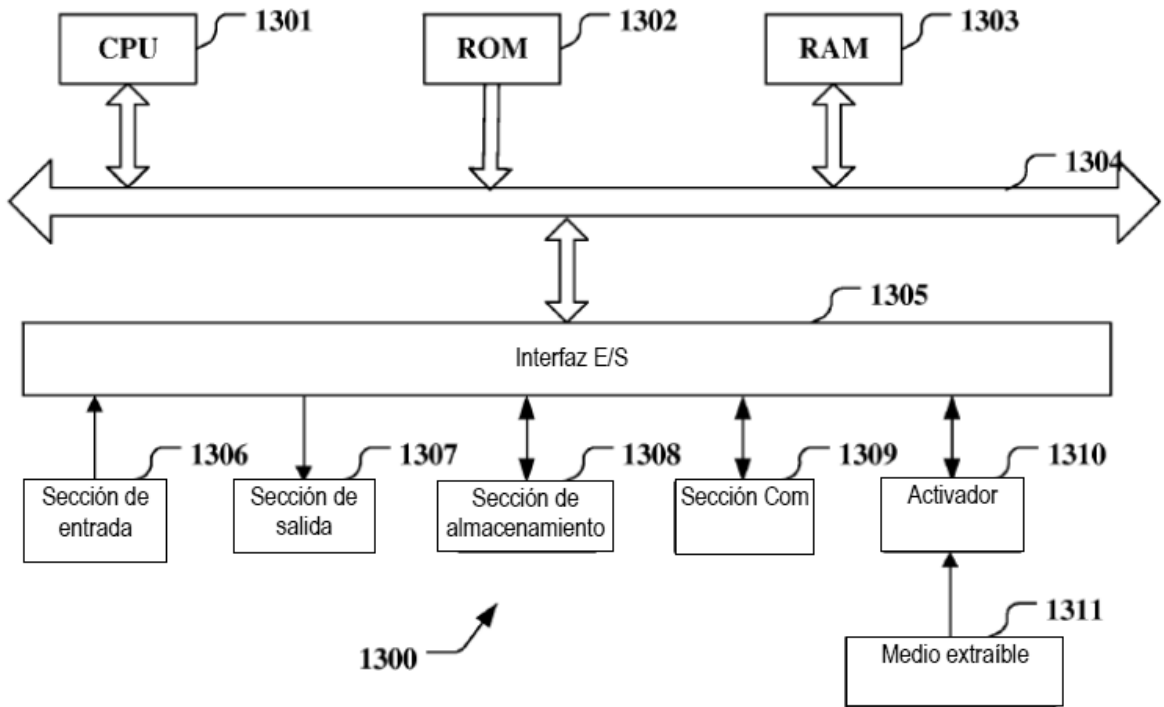 1301
1302
1303
CPU
ROM
RAM
1304
1305
Interfaz E/S
1306
1307
1308
1309
1310
Sección de
entrada
Sección de
salida
Sección de
almacenamiento
Sección Com
Activador
1311
1300
Medio extraíble